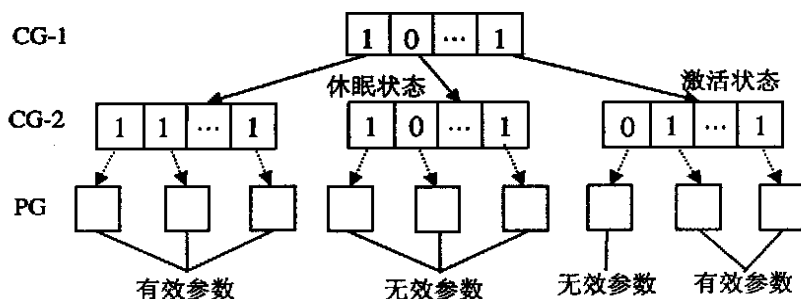 CG-1 1 0 ··· 1
休眠状态 激活状态
CG-2 1 1 ··· 1 1 0 ··· 1 0 1 ··· 1
PG
有效参数 无效参数 无效参数 有效参数